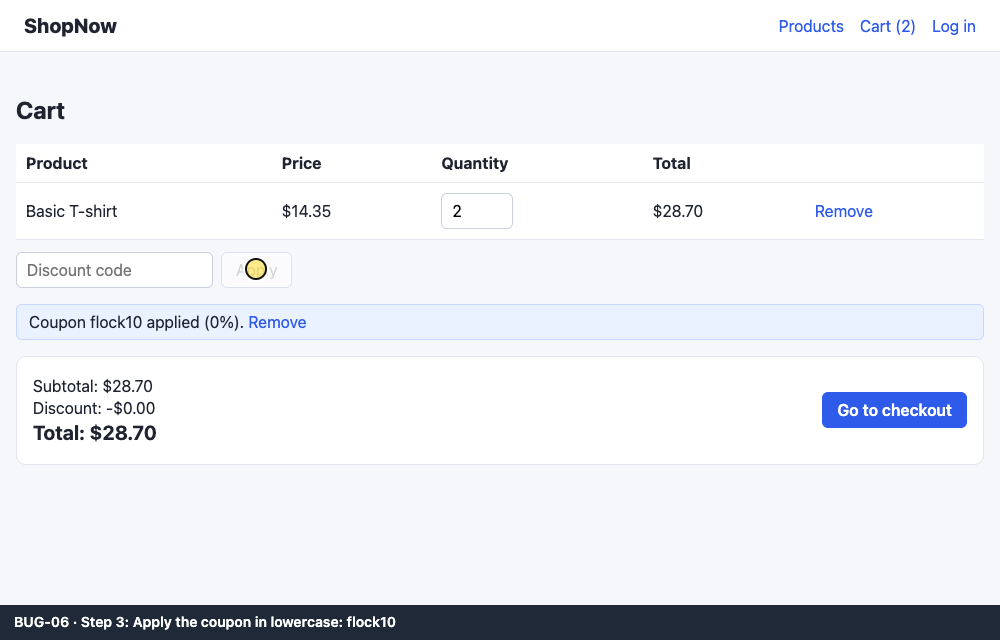 ShopNow
Products Cart (2) Log in
Cart
Product Price Quantity Total
Basic T-shirt $14.35 2 $28.70 Remove
Discount code
Coupon flock10 applied (0%). Remove
Subtotal: $28.70
Discount: -$0.00
Total: $28.70
Go to checkout
BUG-06 · Step 3: Apply the coupon in lowercase: flock10